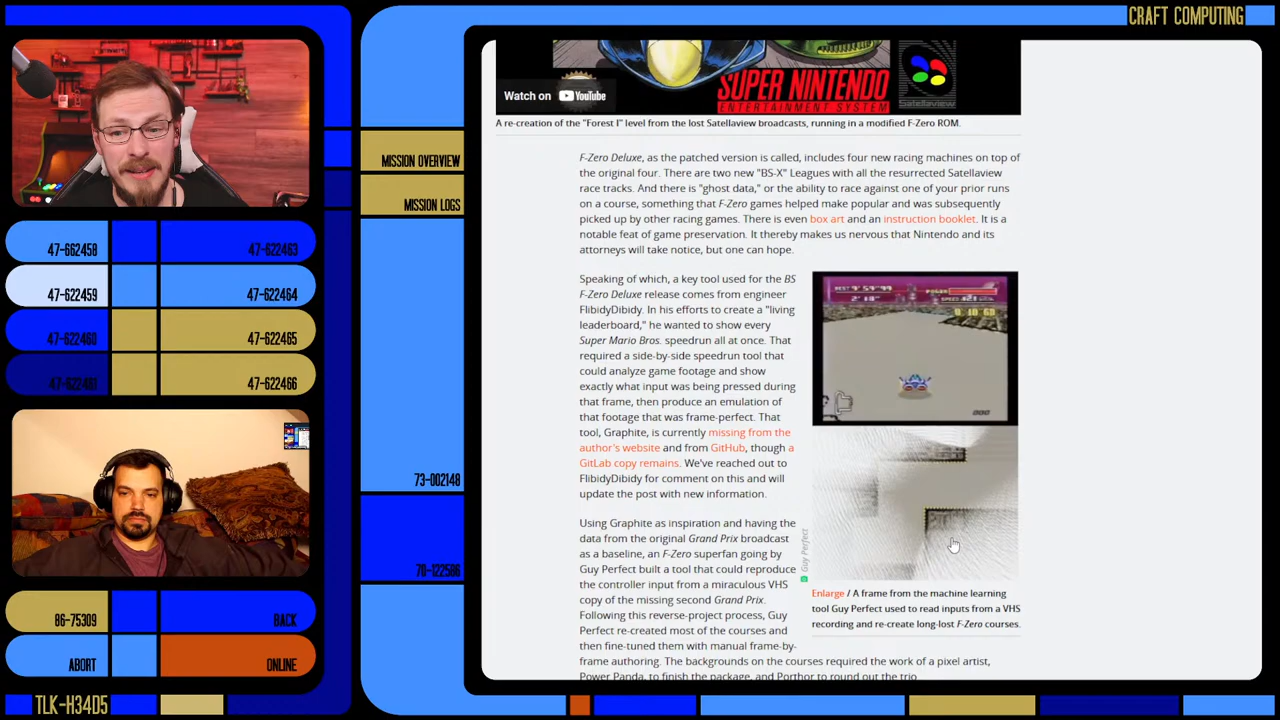 CRAFT COMPUTING
MISSION OVERVIEW
MISSION LOGS
73-002148
47-662458
47-622463
47-622459
47-622464
47-622460
47-622465
47-622466
86-75309
BACK
ABORT
ONLINE
TLK-H34D5
Watch on YouTube
SUPER NINTENDO
ENTERTAINMENT SYSTEM
Satellaview
A re-creation of the "Forest I" level from the lost Satellaview broadcasts, running in a modified F-Zero ROM.
F-Zero Deluxe, as the patched version is called, includes four new racing machines on top of
the original four. There are two new "BS-X" Leagues with all the resurrected Satellaview
race tracks. And there is "ghost data," or the ability to race against one of your prior runs
on a course, something that F-Zero games helped make popular and was subsequently
picked up by other racing games. There is even box art and an instruction booklet. It is a
notable feat of game preservation. It thereby makes us nervous that Nintendo and its
attorneys will take notice, but one can hope.
Speaking of which, a key tool used for the BS
F-Zero Deluxe release comes from engineer
FlibidyDibidy. In his efforts to create a "living
leaderboard," he wanted to show every
Super Mario Bros. speedrun all at once. That
required a side-by-side speedrun tool that
could analyze game footage and show
exactly what input was being pressed during
that frame, then produce an emulation of
that footage that was frame-perfect. That
tool, Graphite, is currently missing from the
author's website and from GitHub, though a
GitLab copy remains. We've reached out to
FlibidyDibidy for comment on this and will
update the post with new information.
Using Graphite as inspiration and having the
data from the original Grand Prix broadcast
as a baseline, an F-Zero superfan going by
Guy Perfect built a tool that could reproduce
the controller input from a miraculous VHS
copy of the missing second Grand Prix.
Following this reverse-project process, Guy
Perfect re-created most of the courses and
then fine-tuned them with manual frame-by-
frame authoring. The backgrounds on the courses required the work of a pixel artist,
Power Panda, to finish the package, and Porthor to round out the trio.
Guy Perfect
Enlarge / A frame from the machine learning
tool Guy Perfect used to read inputs from a VHS
recording and re-create long-lost F-Zero courses.